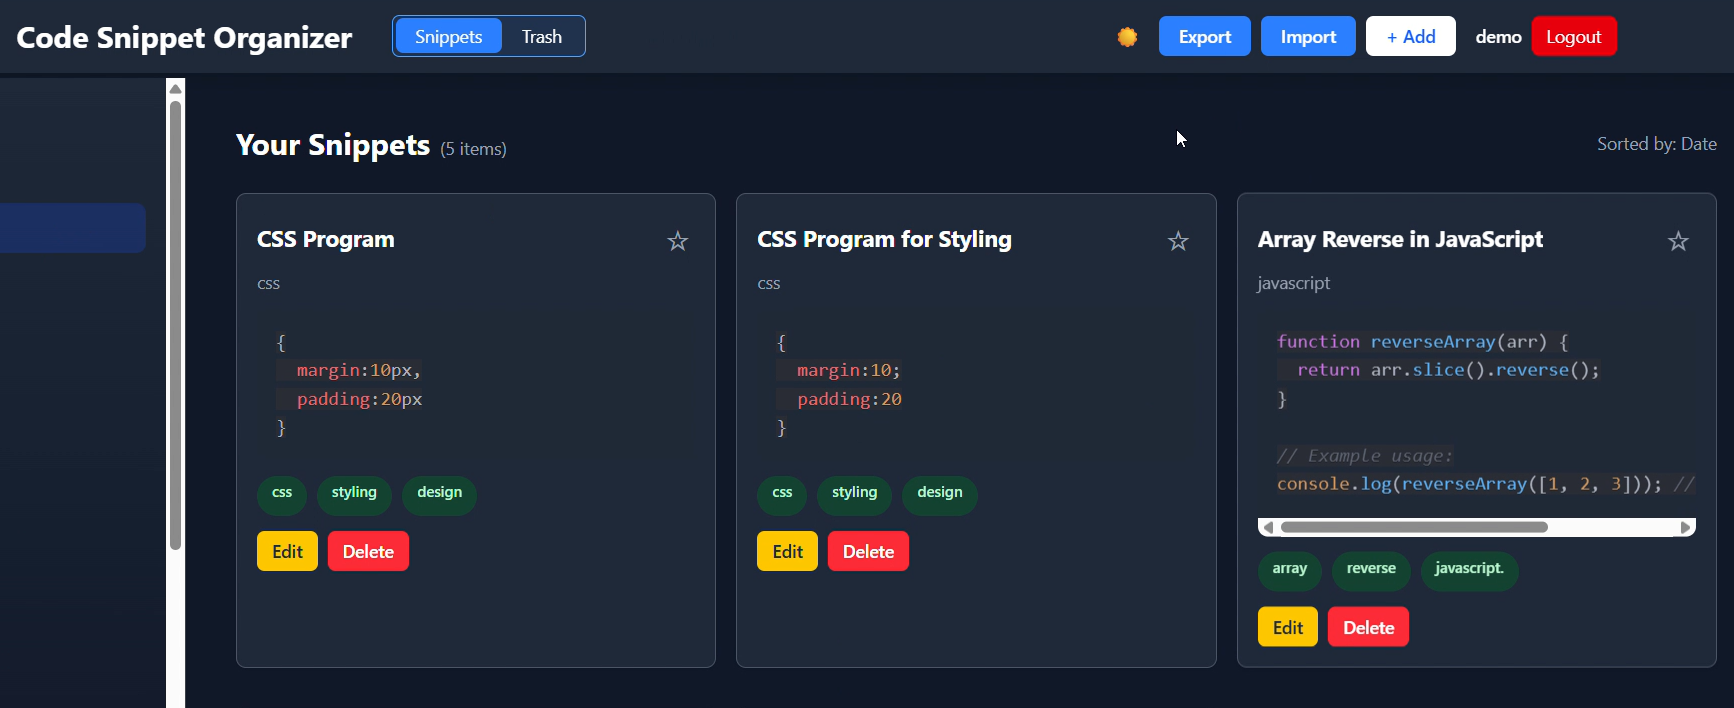 Code Snippet Organizer
Snippets
Trash
Export
Import
+ Add
demo
Logout
Your Snippets (5 items)
Sorted by: Date
CSS Program
☆
css
{
  margin:10px,
  padding:20px
}
css
styling
design
Edit
Delete
CSS Program for Styling
☆
css
{
  margin:10;
  padding:20
}
css
styling
design
Edit
Delete
Array Reverse in JavaScript
☆
javascript
function reverseArray(arr) {
  return arr.slice().reverse();
}
// Example usage:
console.log(reverseArray([1, 2, 3])); //
array
reverse
javascript.
Edit
Delete